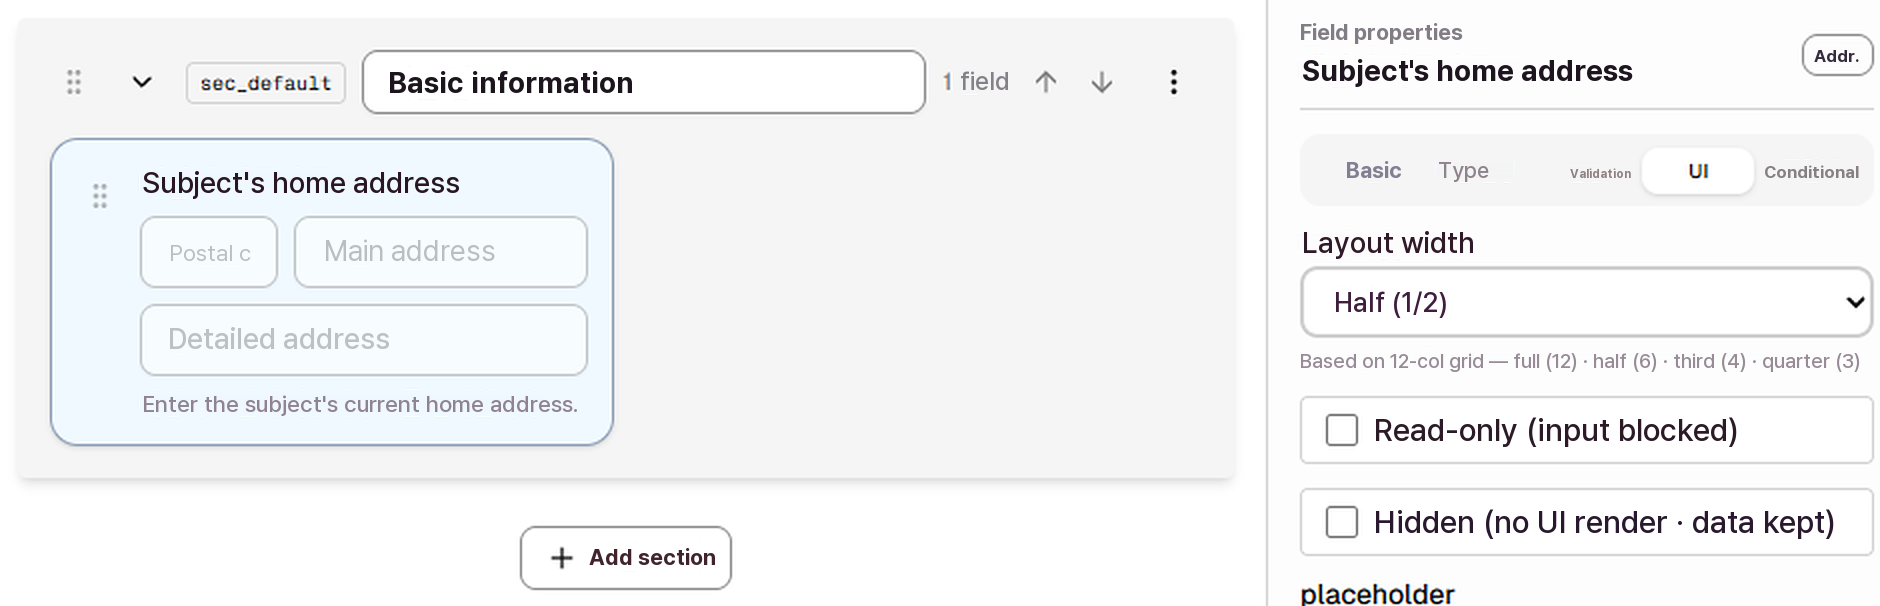 sec_default Basic information 1 field
Subject's home address
Postal c Main address
Detailed address
Enter the subject's current home address.
Add section
Field properties
Subject's home address
Addr.
Basic Type Validation UI Conditional
Layout width
Half (1/2)
Based on 12-col grid — full (12) · half (6) · third (4) · quarter (3)
Read-only (input blocked)
Hidden (no UI render · data kept)
placeholder